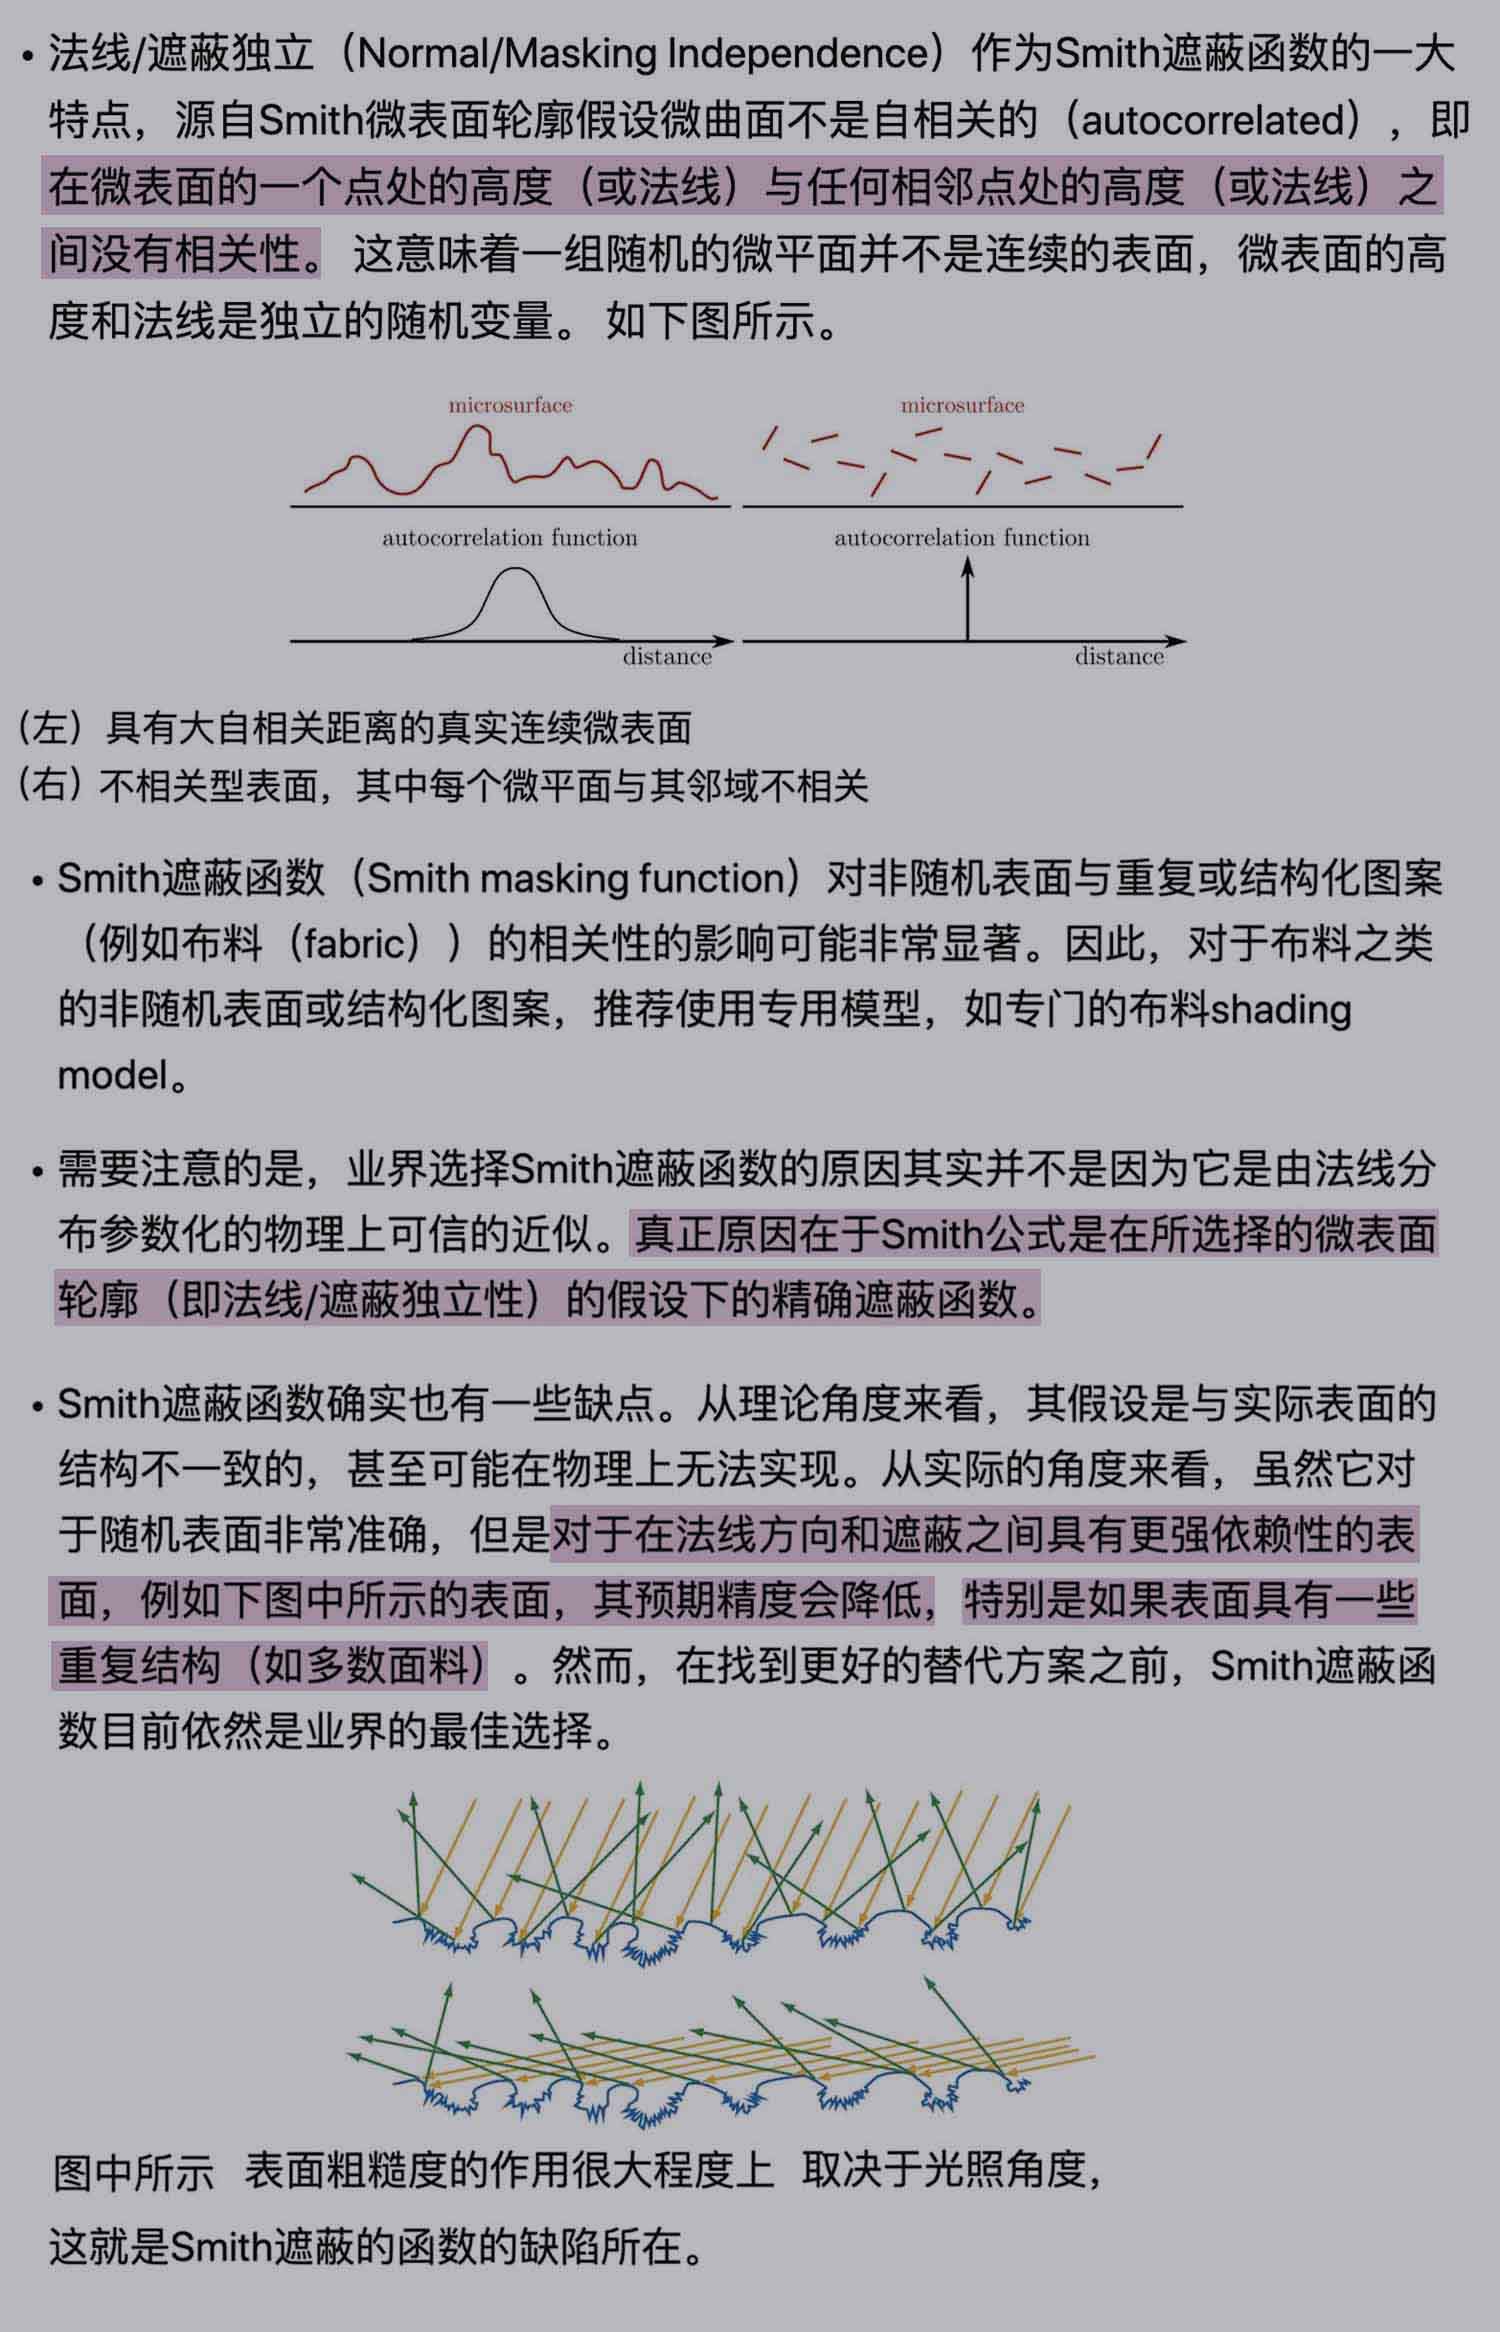 • 法线/遮蔽独立（Normal/Masking Independence）作为Smith遮蔽函数的一大
特点，源自Smith微表面轮廓假设微曲面不是自相关的（autocorrelated），即
在微表面的一个点处的高度（或法线）与任何相邻点处的高度（或法线）之
间没有相关性。 这意味着一组随机的微平面并不是连续的表面，微表面的高
度和法线是独立的随机变量。 如下图所示。
microsurface
autocorrelation function
distance
microsurface
autocorrelation function
distance
（左）具有大自相关距离的真实连续微表面
（右）不相关型表面，其中每个微平面与其邻域不相关
• Smith遮蔽函数（Smith masking function）对非随机表面与重复或结构化图案
（例如布料（fabric））的相关性的影响可能非常显著。因此，对于布料之类
的非随机表面或结构化图案，推荐使用专用模型，如专门的布料shading
model。
• 需要注意的是，业界选择Smith遮蔽函数的原因其实并不是因为它是由法线分
布参数化的物理上可信的近似。真正原因在于Smith公式是在所选择的微表面
轮廓（即法线/遮蔽独立性）的假设下的精确遮蔽函数。
• Smith遮蔽函数确实也有一些缺点。从理论角度来看，其假设是与实际表面的
结构不一致的，甚至可能在物理上无法实现。从实际的角度来看，虽然它对
于随机表面非常准确，但是对于在法线方向和遮蔽之间具有更强依赖性的表
面，例如下图中所示的表面，其预期精度会降低，特别是如果表面具有一些
重复结构（如多数面料）。然而，在找到更好的替代方案之前，Smith遮蔽函
数目前依然是业界的最佳选择。
图中所示 表面粗糙度的作用很大程度上 取决于光照角度，
这就是Smith遮蔽的函数的缺陷所在。